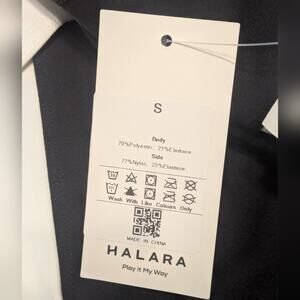 S
Body
79%Polyester, 21%Elastane
Side
77%Nylon, 23%Elastane
Wash With Like Colours Only
MADE IN CHINA
HALARA
Play it My Way